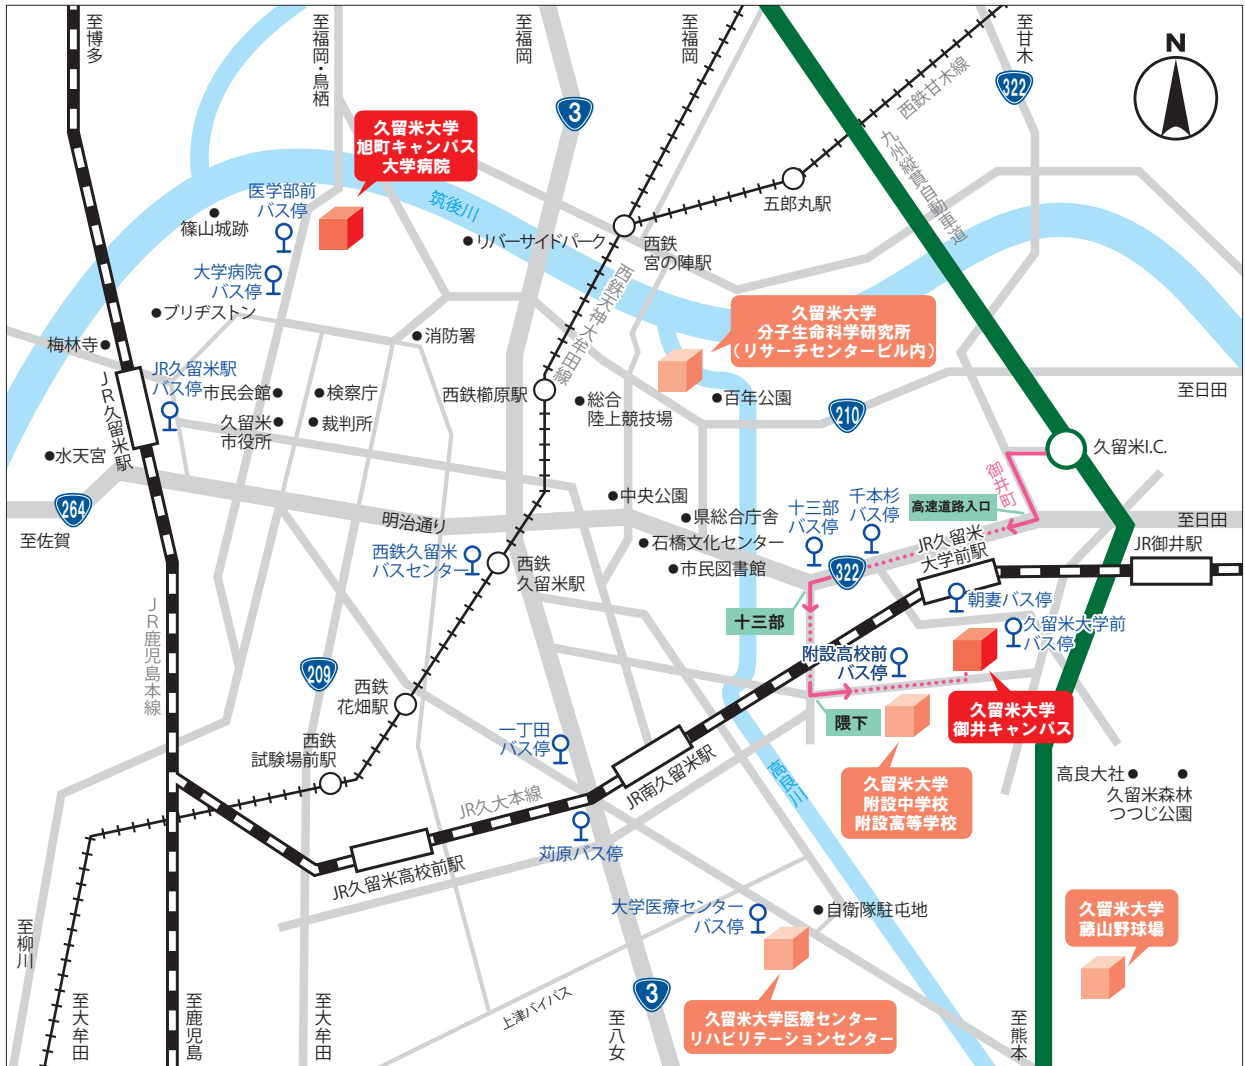 至博多
至福岡・鳥栖
至福岡
至福岡
至甘木
N
3
322
西鉄甘木線
九州縦貫自動車道
久留米大学
旭町キャンパス
大学病院
医学部前
バス停
篠山城跡
筑後川
リバーサイドパーク
五郎丸駅
西鉄
宮の陣駅
大学病院
バス停
ブリヂストン
西鉄天神大牟田線
久留米大学
分子生命科学研究所
(リサーチセンタービル内)
梅林寺
消防署
JR久留米駅
バス停
JR久留米駅
市民会館
検察庁
西鉄櫛原駅
総合
陸上競技場
百年公園
至日田
210
久留米
市役所
裁判所
水天宮
久留米I.C.
御井町
264
至佐賀
明治通り
中央公園
県総合庁舎
石橋文化センター
市民図書館
十三部
バス停
千本杉
バス停
高速道路入口
至日田
JR久留米
大学前駅
JR御井駅
西鉄久留米
バスセンター
西鉄
久留米駅
322
朝妻バス停
久留米大学前
バス停
十三部
JR鹿児島本線
209
西鉄
花畑駅
附設高校前
バス停
隈下
久留米大学
御井キャンパス
西鉄
試験場前駅
一丁田
バス停
JR南久留米駅
高良川
久留米大学
附設中学校
附設高等学校
高良大社
久留米森林
つつじ公園
JR久大本線
苅原バス停
JR久留米高校前駅
大学医療センター
バス停
自衛隊駐屯地
久留米大学
藤山野球場
至柳川
至大牟田
至鹿児島
至大牟田
上津バイパス
至八女
3
久留米大学医療センター
リハビリテーションセンター
至熊本